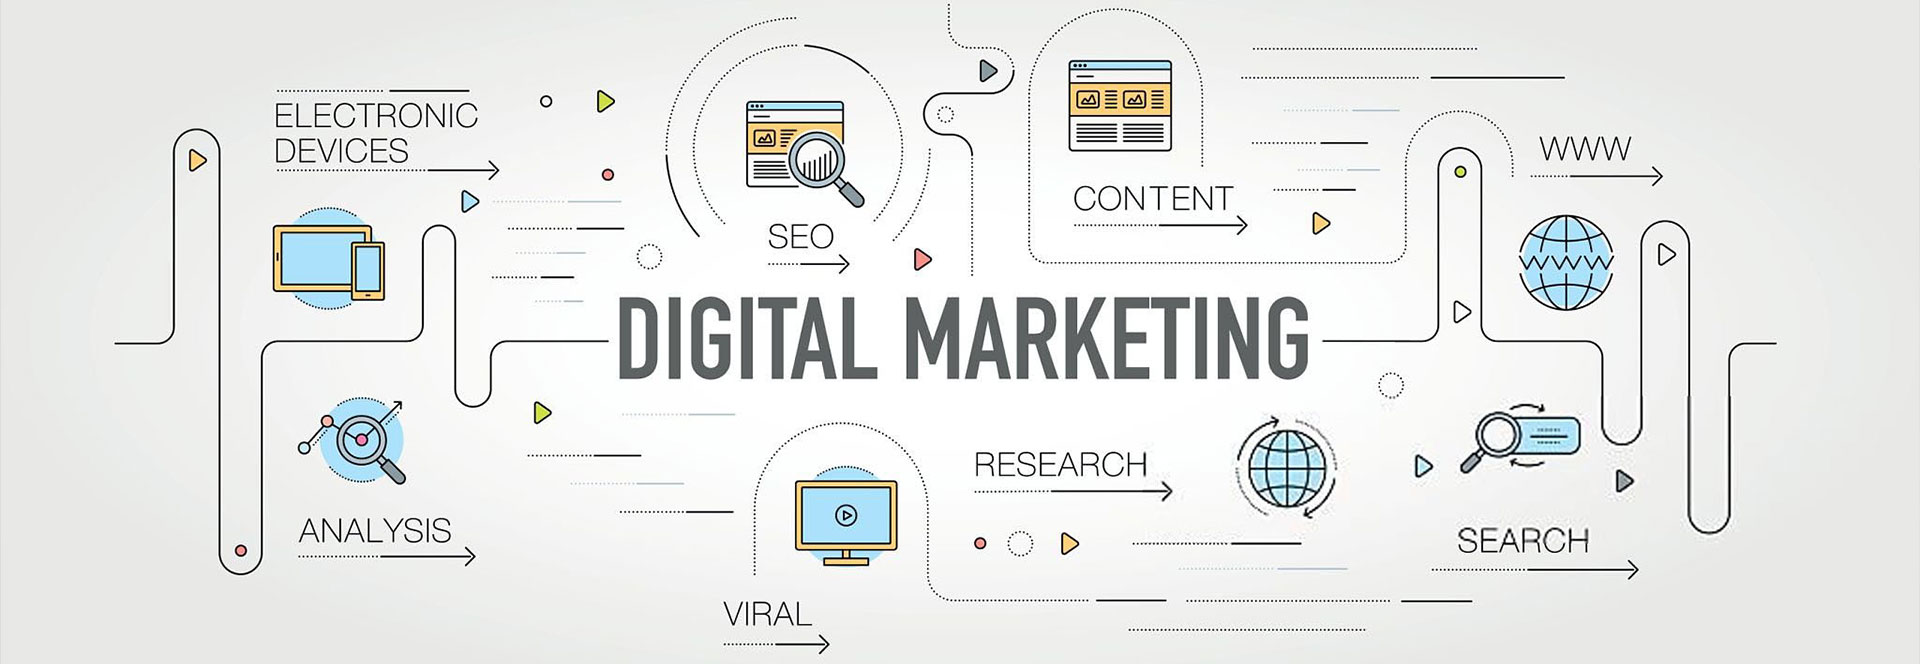 ELECTRONIC
DEVICES
SEO
CONTENT
WWW
DIGITAL MARKETING
ANALYSIS
VIRAL
RESEARCH
SEARCH